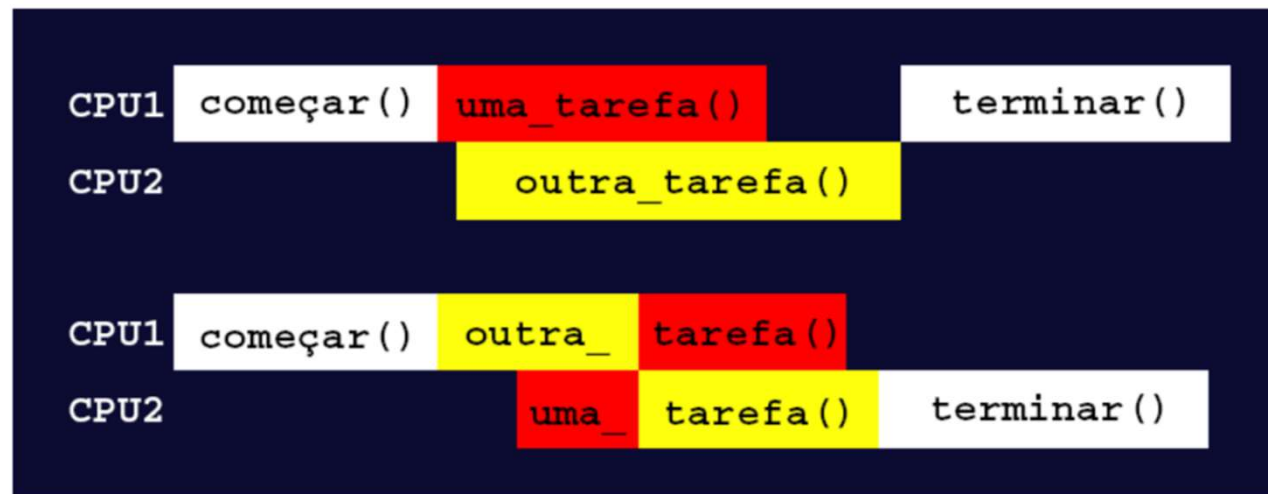 CPU1 começar() uma_tarefa() terminar()
CPU2 outra_tarefa()
CPU1 começar() outra_ tarefa()
CPU2 uma_ tarefa() terminar()